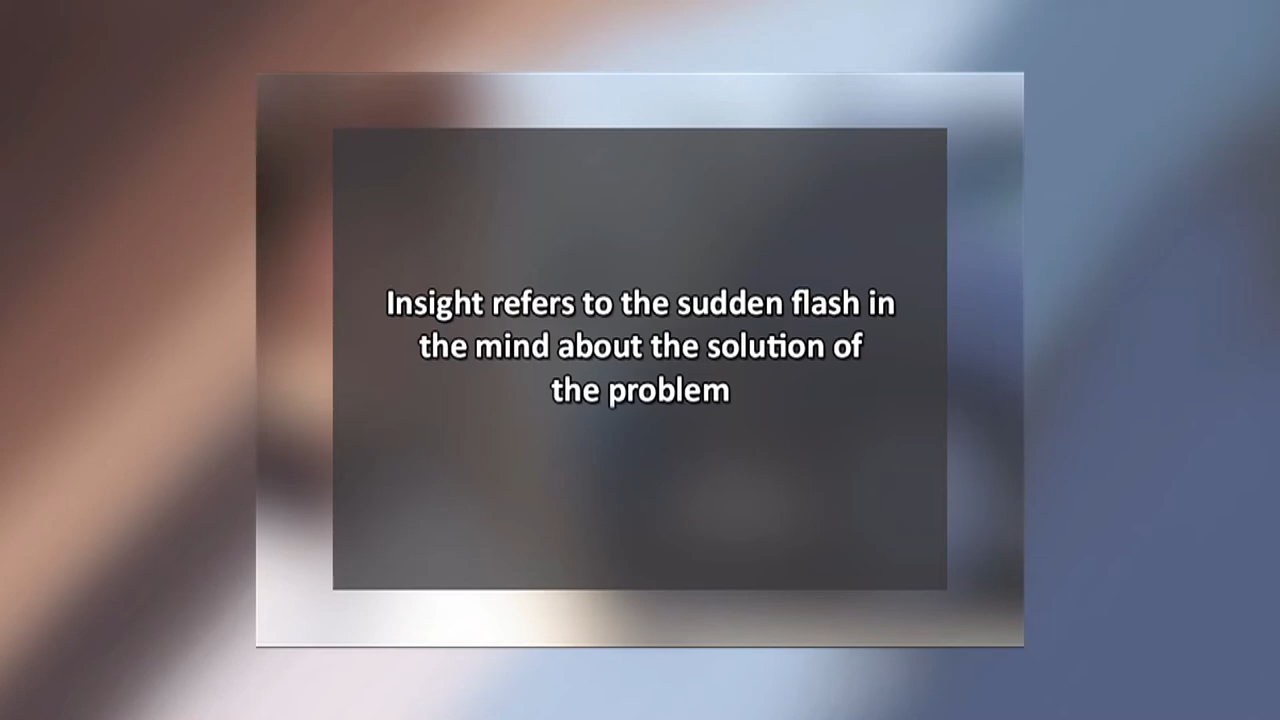 Insight refers to the sudden flash in
the mind about the solution of
the problem